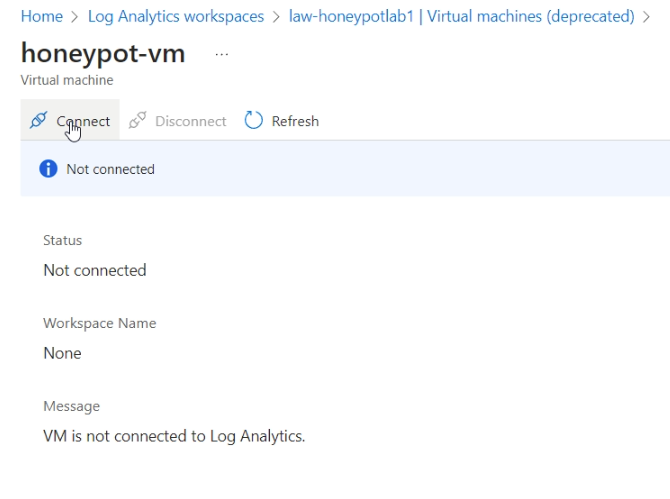 Home > Log Analytics workspaces > law-honeypotlab1 | Virtual machines (deprecated) >
honeypot-vm ...
Virtual machine
Connect Disconnect Refresh
Not connected
Status
Not connected
Workspace Name
None
Message
VM is not connected to Log Analytics.